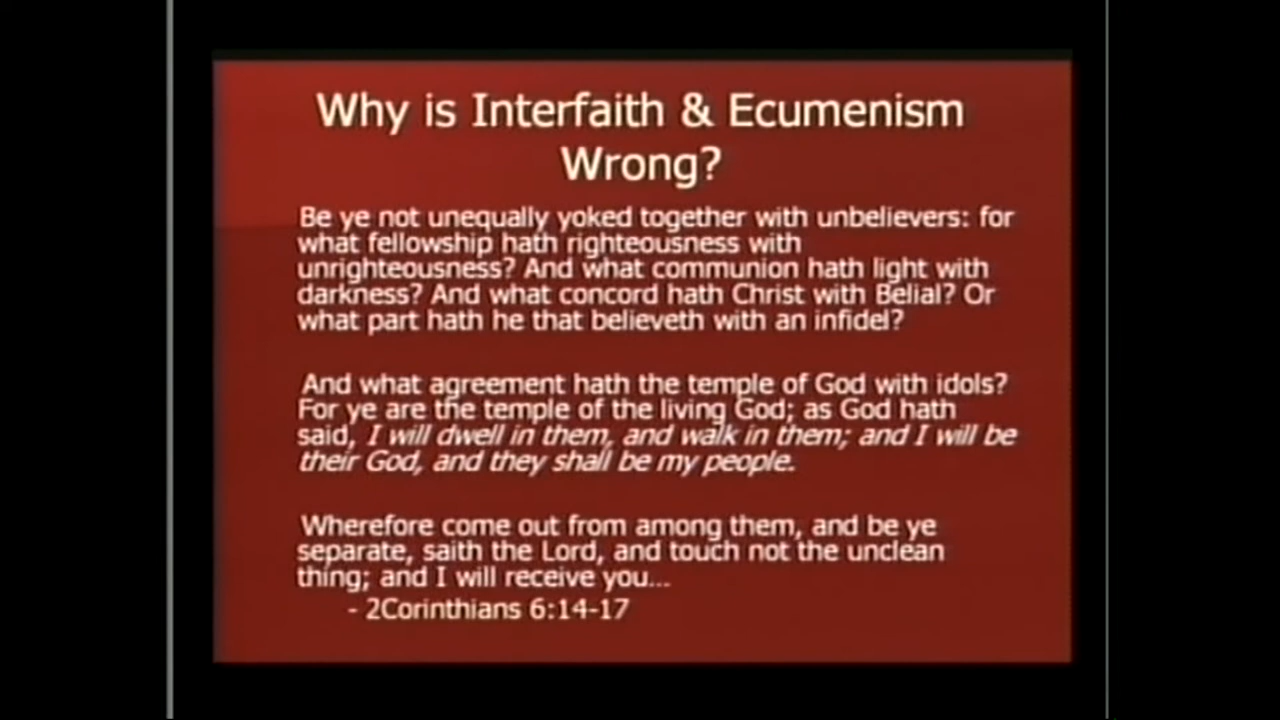 Why is Interfaith & Ecumenism
Wrong?
Be ye not unequally yoked together with unbelievers: for
what fellowship hath righteousness with
unrighteousness? And what communion hath light with
darkness? And what concord hath Christ with Belial? Or
what part hath he that believeth with an infidel?
And what agreement hath the temple of God with idols?
For ye are the temple of the living God; as God hath
said, I will dwell in them, and walk in them; and I will be
their God, and they shall be my people.
Wherefore come out from among them, and be ye
separate, saith the Lord, and touch not the unclean
thing; and I will receive you...
- 2Corinthians 6:14-17